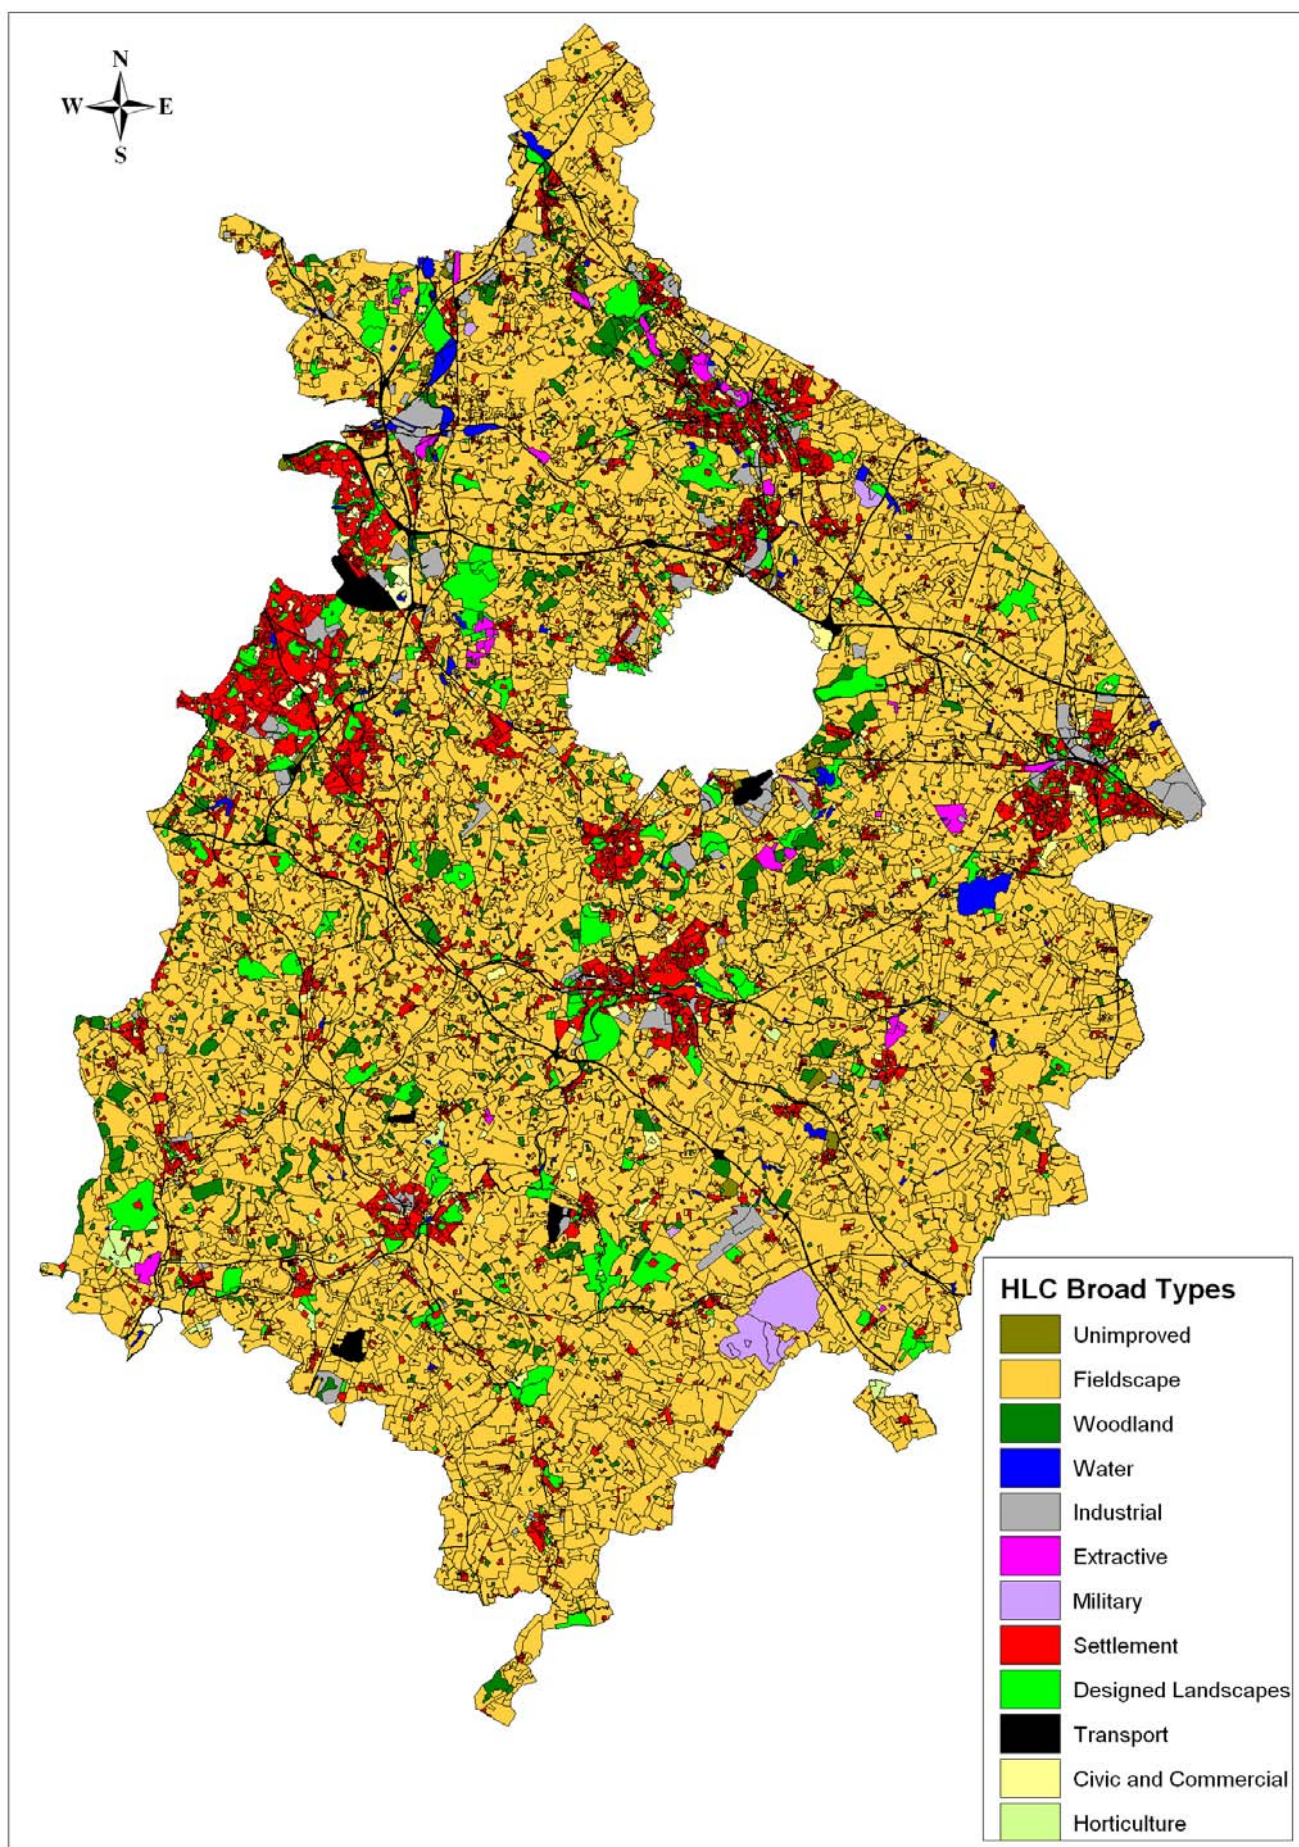 N
W E
S
HLC Broad Types
Unimproved
Fieldscape
Woodland
Water
Industrial
Extractive
Military
Settlement
Designed Landscapes
Transport
Civic and Commercial
Horticulture